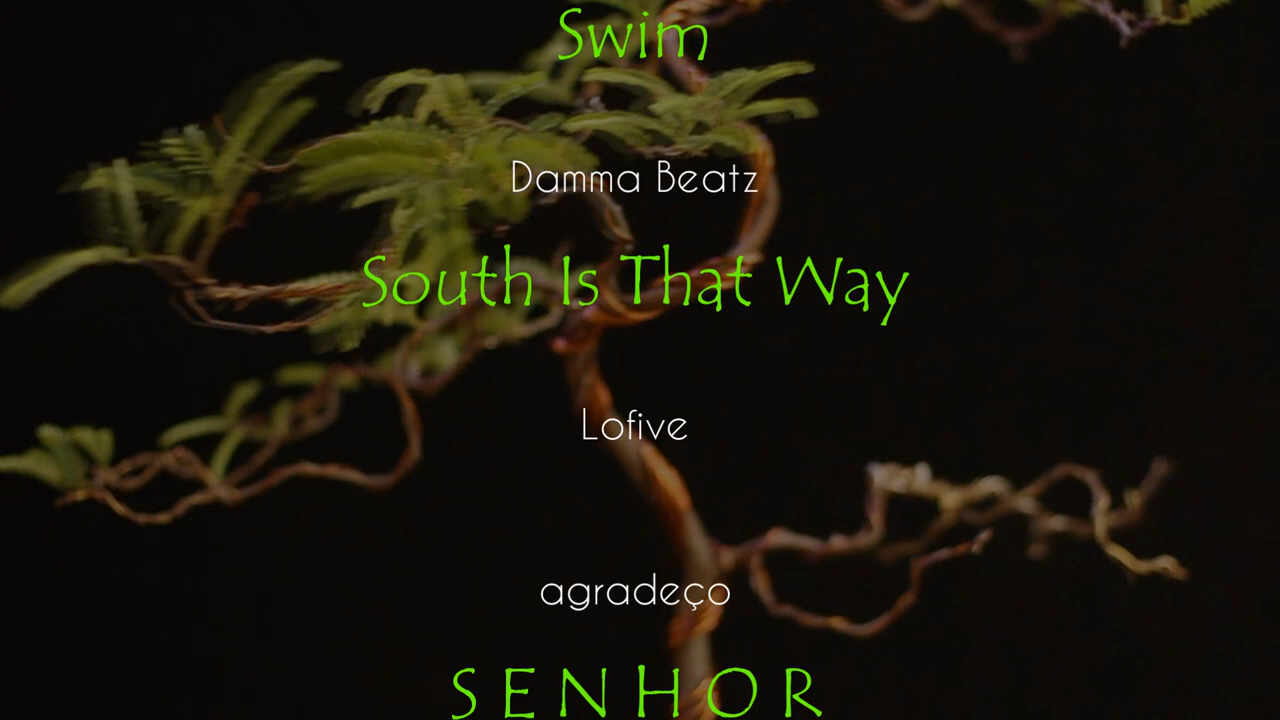 Swim
Damma Beatz
South Is That Way
Lofive
agradeço
SENHOR